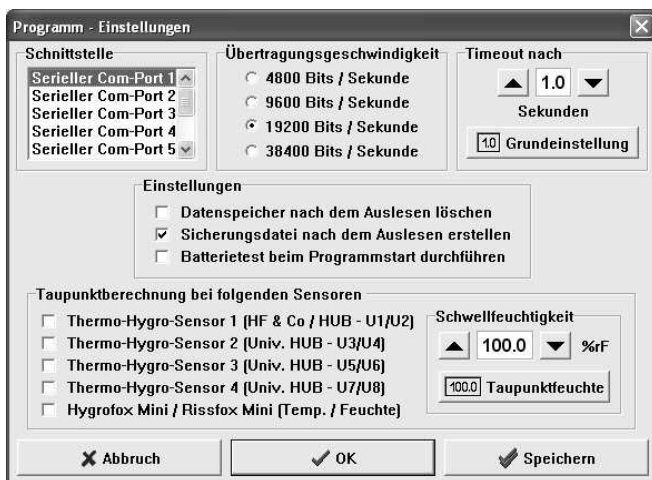 Programm - Einstellungen
Schnittstelle
Serieller Com-Port 1
Serieller Com-Port 2
Serieller Com-Port 3
Serieller Com-Port 4
Serieller Com-Port 5
Übertragungsgeschwindigkeit
4800 Bits / Sekunde
9600 Bits / Sekunde
19200 Bits / Sekunde
38400 Bits / Sekunde
Timeout nach
1.0
Sekunden
1.0 Grundeinstellung
Einstellungen
Datenspeicher nach dem Auslesen löschen
Sicherungsdatei nach dem Auslesen erstellen
Batterietest beim Programmstart durchführen
Taupunktberechnung bei folgenden Sensoren
Thermo-Hygro-Sensor 1 (HF & Co / HUB - U1/U2)
Thermo-Hygro-Sensor 2 (Univ. HUB - U3/U4)
Thermo-Hygro-Sensor 3 (Univ. HUB - U5/U6)
Thermo-Hygro-Sensor 4 (Univ. HUB - U7/U8)
Hygrofox Mini / Rissfox Mini (Temp. / Feuchte)
Schwellfeuchtigkeit
100.0 %rF
100.0 Taupunktfeuchte
Abbruch
OK
Speichern